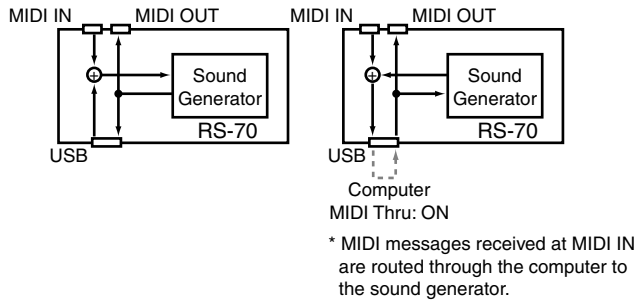 MIDI IN MIDI OUT
Sound
Generator
RS-70
USB
MIDI IN MIDI OUT
Sound
Generator
RS-70
USB
Computer
MIDI Thru: ON
* MIDI messages received at MIDI IN
are routed through the computer to
the sound generator.